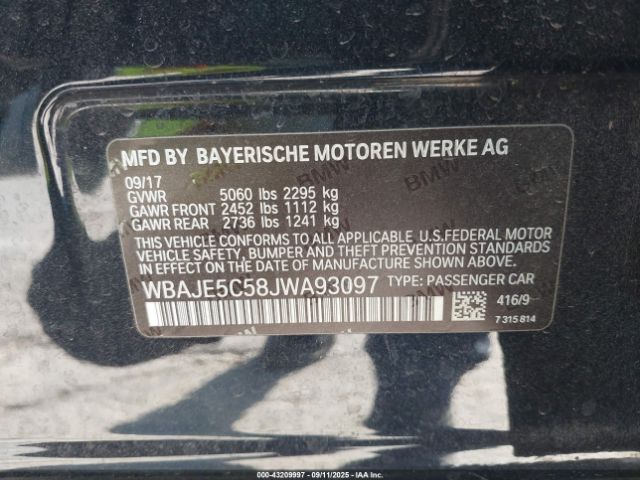 MFD BY BAYERISCHE MOTOREN WERKE AG
09/17
GVWR 5060 lbs 2295 kg
GAWR FRONT 2452 lbs 1112 kg
GAWR REAR 2736 lbs 1241 kg
THIS VEHICLE CONFORMS TO ALL APPLICABLE U.S.FEDERAL MOTOR
VEHICLE SAFETY, BUMPER, AND THEFT PREVENTION STANDARDS
IN EFFECT ON THE DATE OF MANUFACTURE SHOWN ABOVE.
WBAJE5C58JWA93097 TYPE: PASSENGER CAR
416/9
7 315 814
000-43209997 - 09/11/2025 - IAAI, INC.